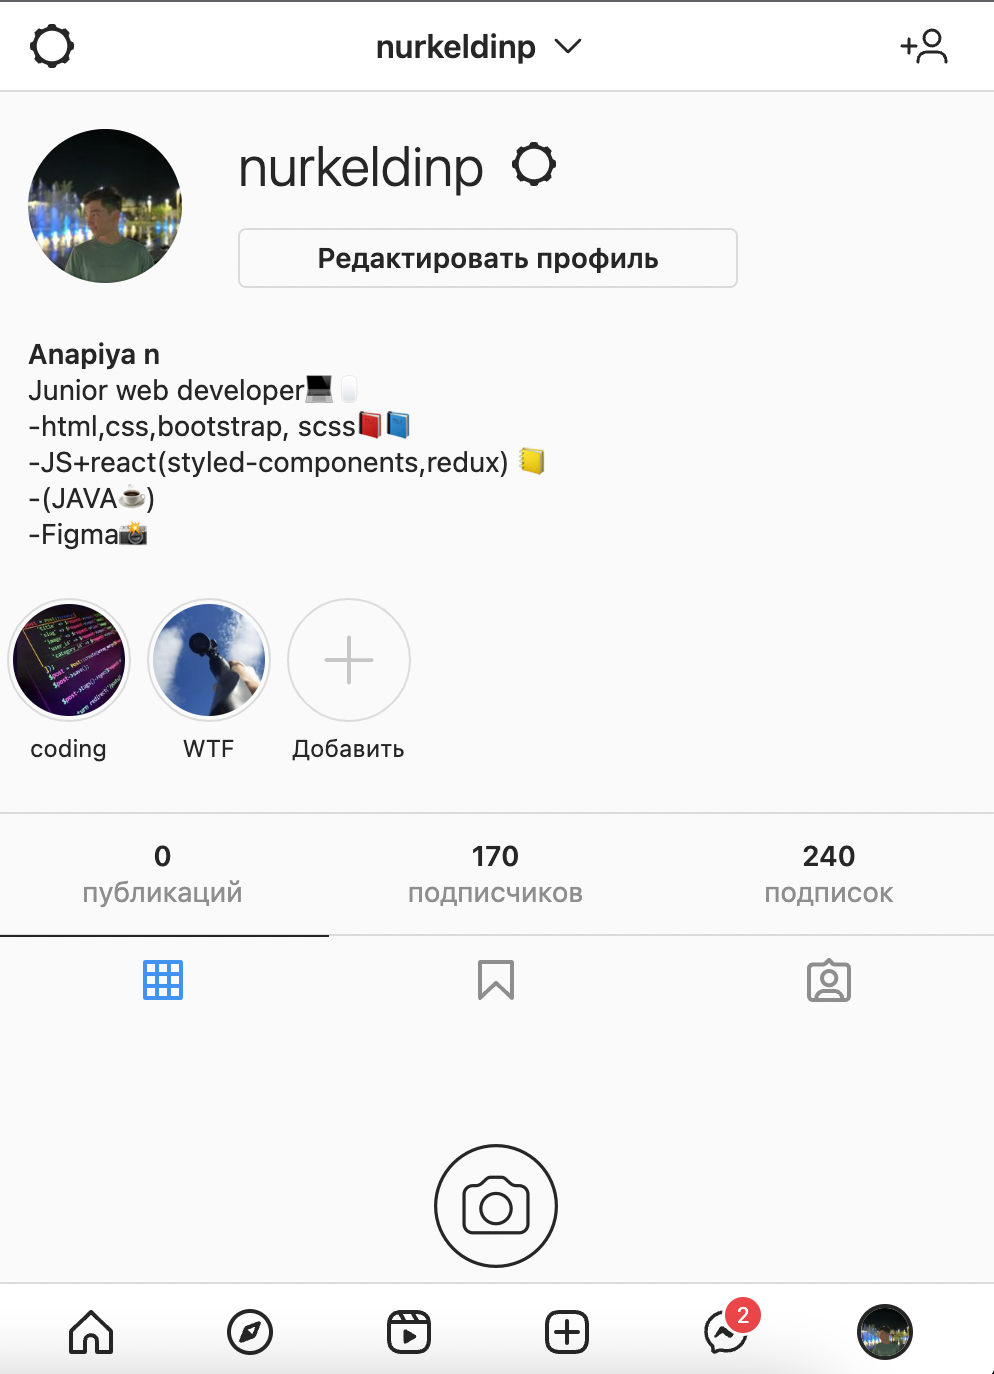 nurkeldinp
nurkeldinp
Редактировать профиль
Anapiya n
Junior web developer💻🖱
-html,css,bootstrap, scss📕📘
-JS+react(styled-components,redux) 📒
-(JAVA☕)
-Figma📸
coding
WTF
Добавить
0
публикаций
170
подписчиков
240
подписок
2